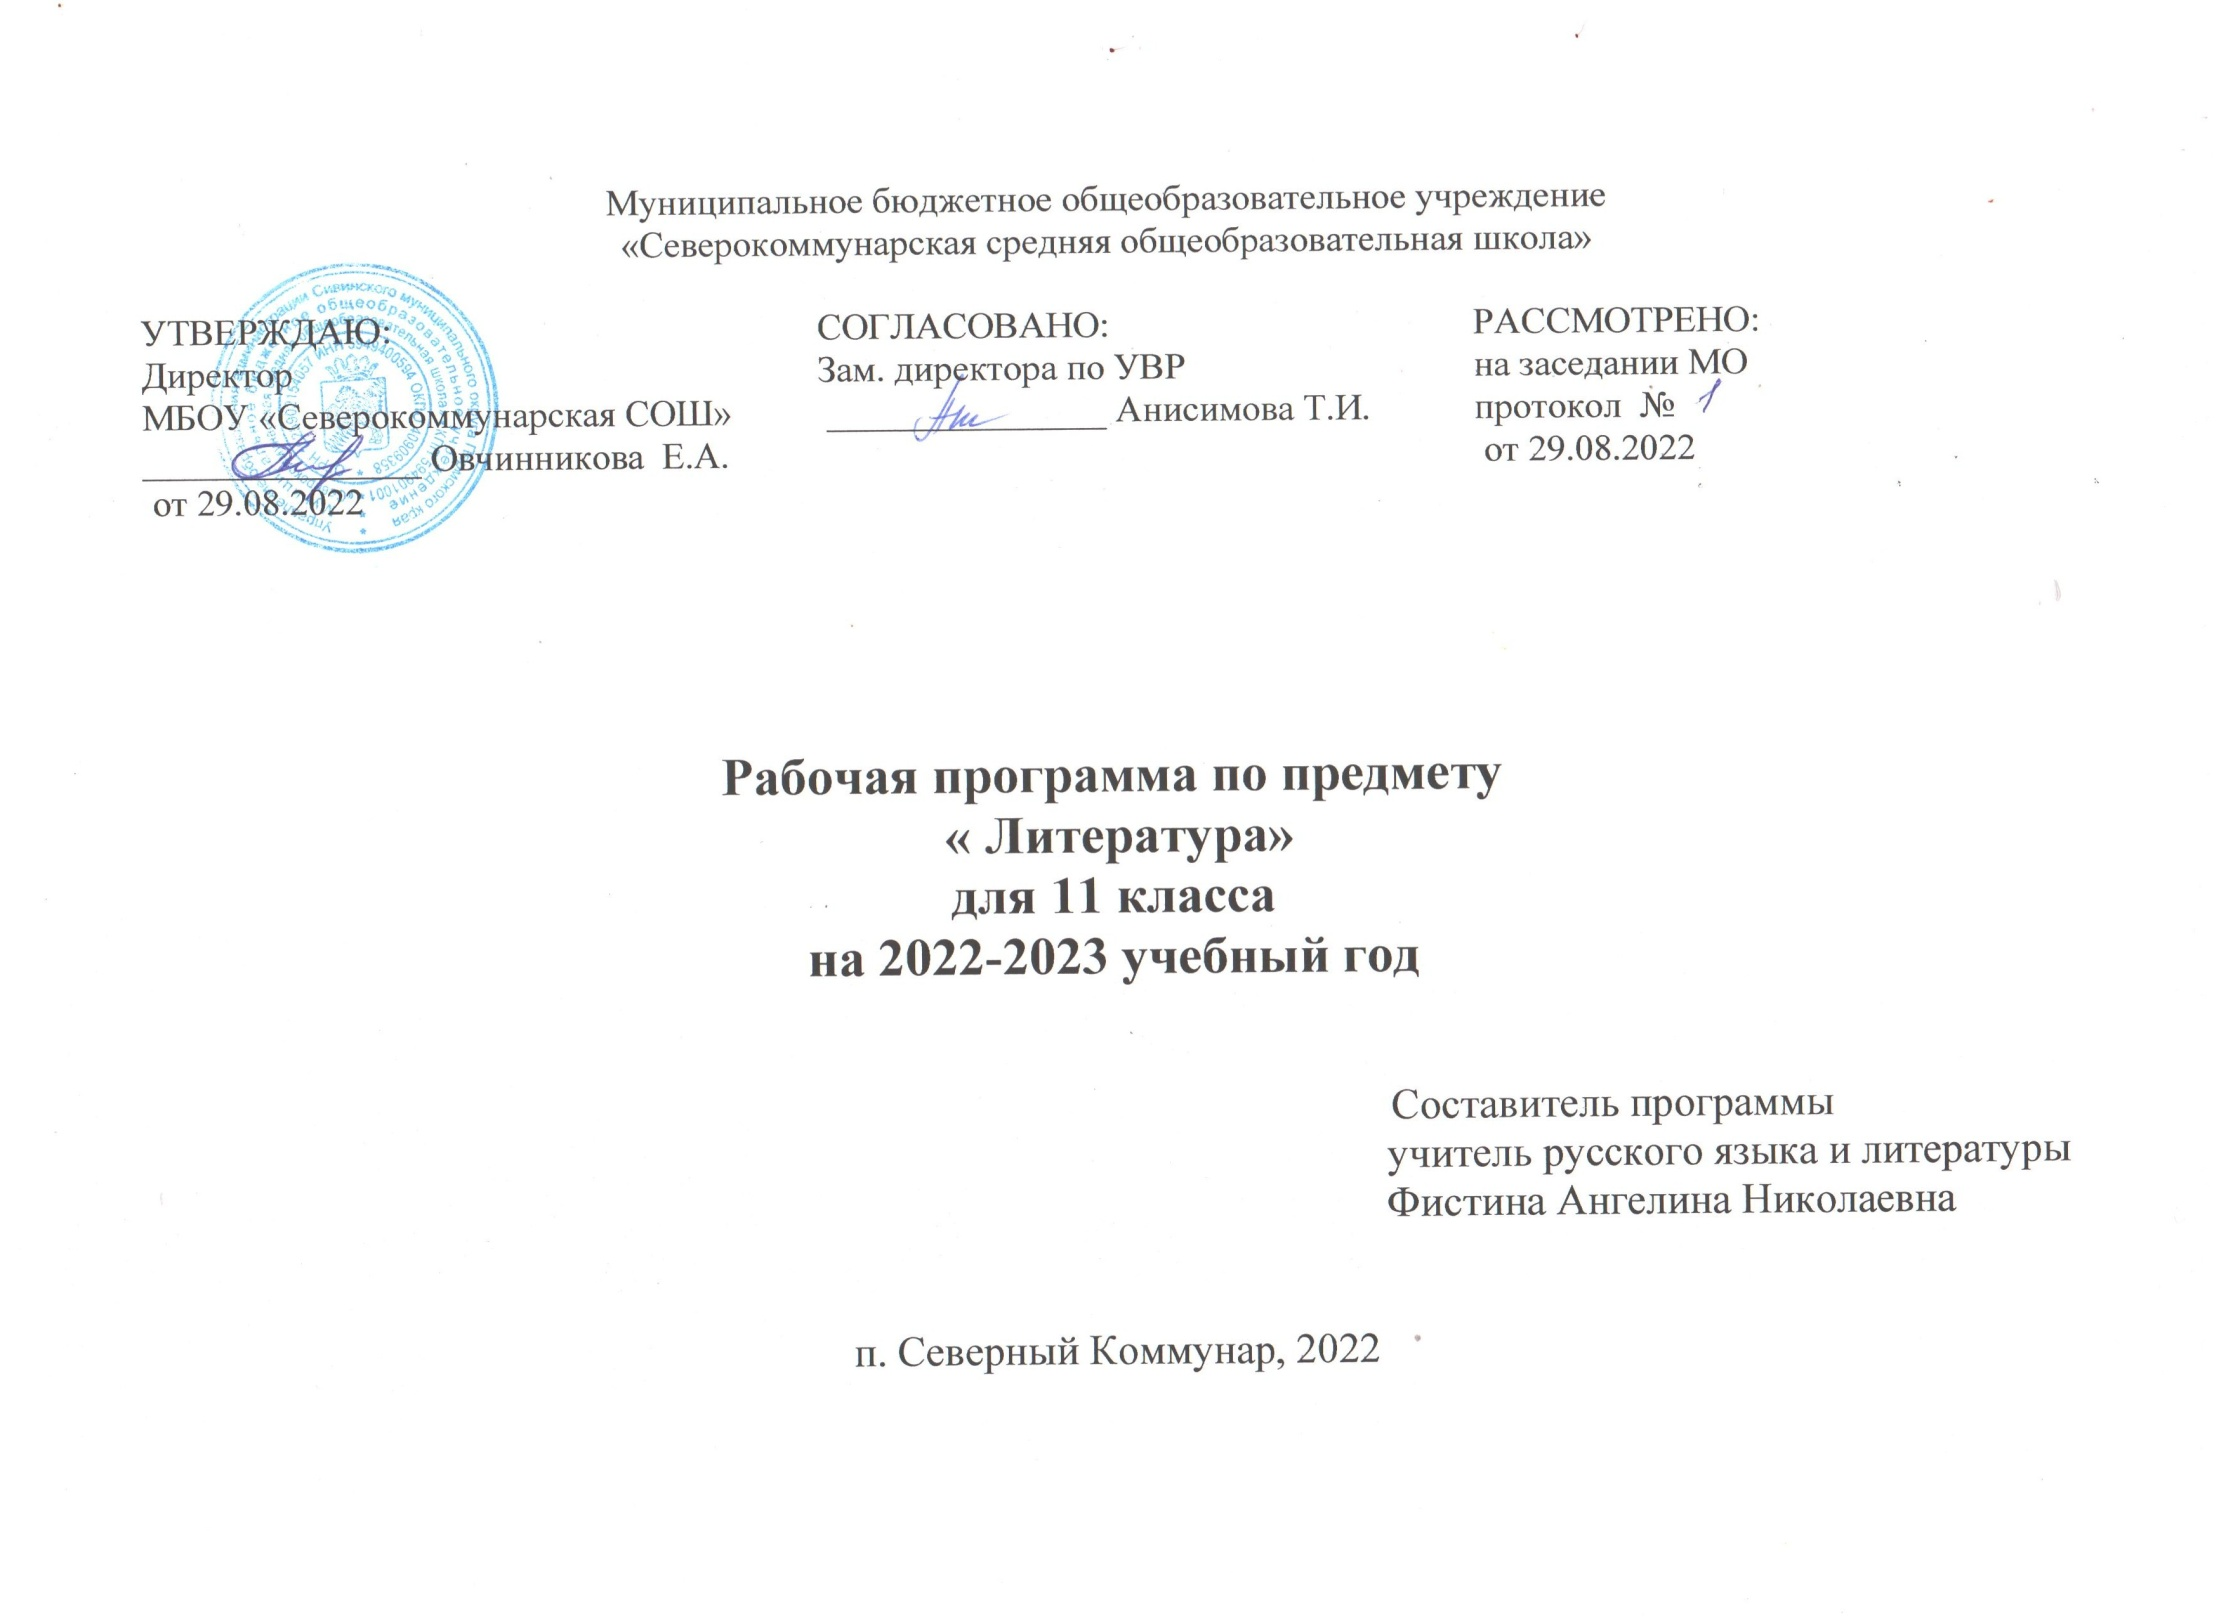 Муниципальное бюджетное общеобразовательное учреждение
«Северокоммунарская средняя общеобразовательная школа»
УТВЕРЖДАЮ:
Директор
МБОУ «Северокоммунарская СОШ»
Овчинникова Е.А.
от 29.08.2022
СОГЛАСОВАНО:
Зам. директора по УВР
Анисимова Т.И.
РАССМОТРЕНО:
на заседании МО
протокол № 1
от 29.08.2022
Рабочая программа по предмету
« Литература»
для 11 класса
на 2022-2023 учебный год
Составитель программы
учитель русского языка и литературы
Фистина Ангелина Николаевна
п. Северный Коммунар, 2022